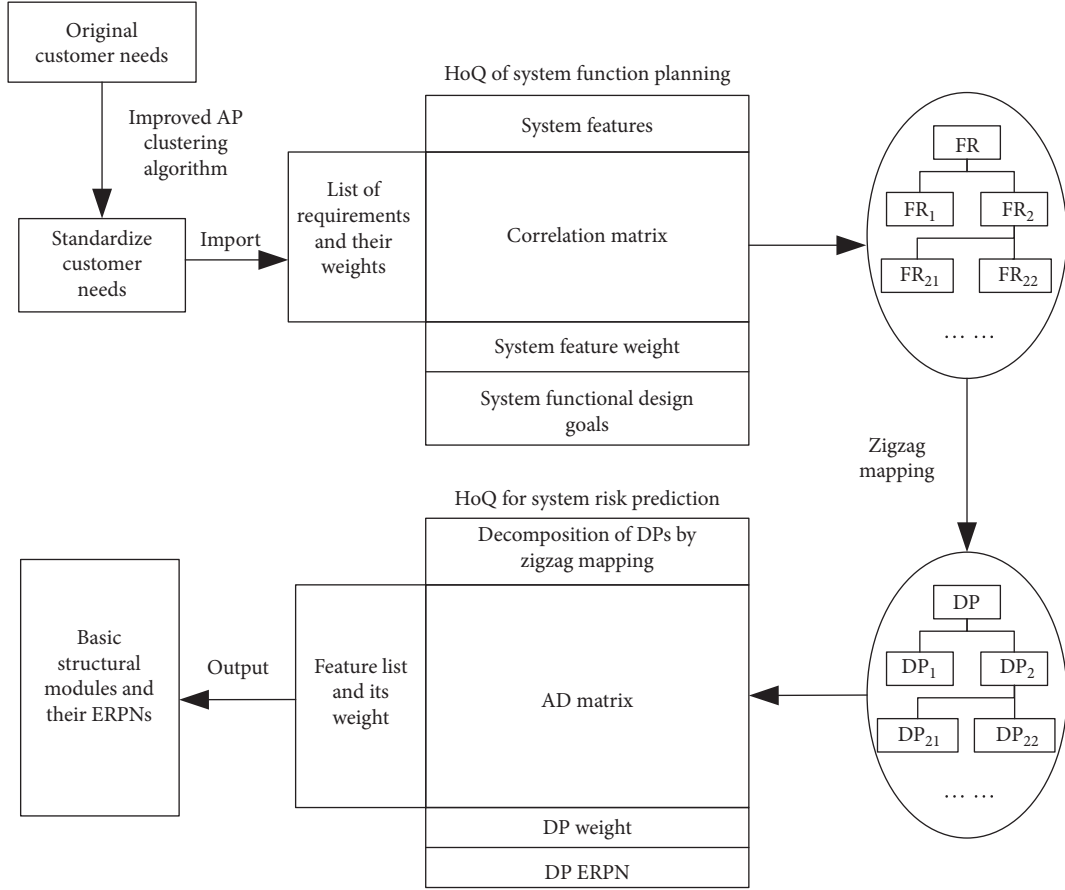 Original
customer needs
Improved AP
clustering
algorithm
Standardize
customer
needs
Import
HoQ of system function planning
System features
List of
requirements
and their
weights
Correlation matrix
System feature weight
System functional design
goals
FR
FR₁
FR₂
FR₂₁
FR₂₂
... ...
Zigzag
mapping
HoQ for system risk prediction
Decomposition of DPs by
zigzag mapping
DP
DP₁
DP₂
DP₂₁
DP₂₂
... ...
AD matrix
Feature list
and its
weight
DP weight
DP ERPN
Output
Basic
structural
modules and
their ERPNs